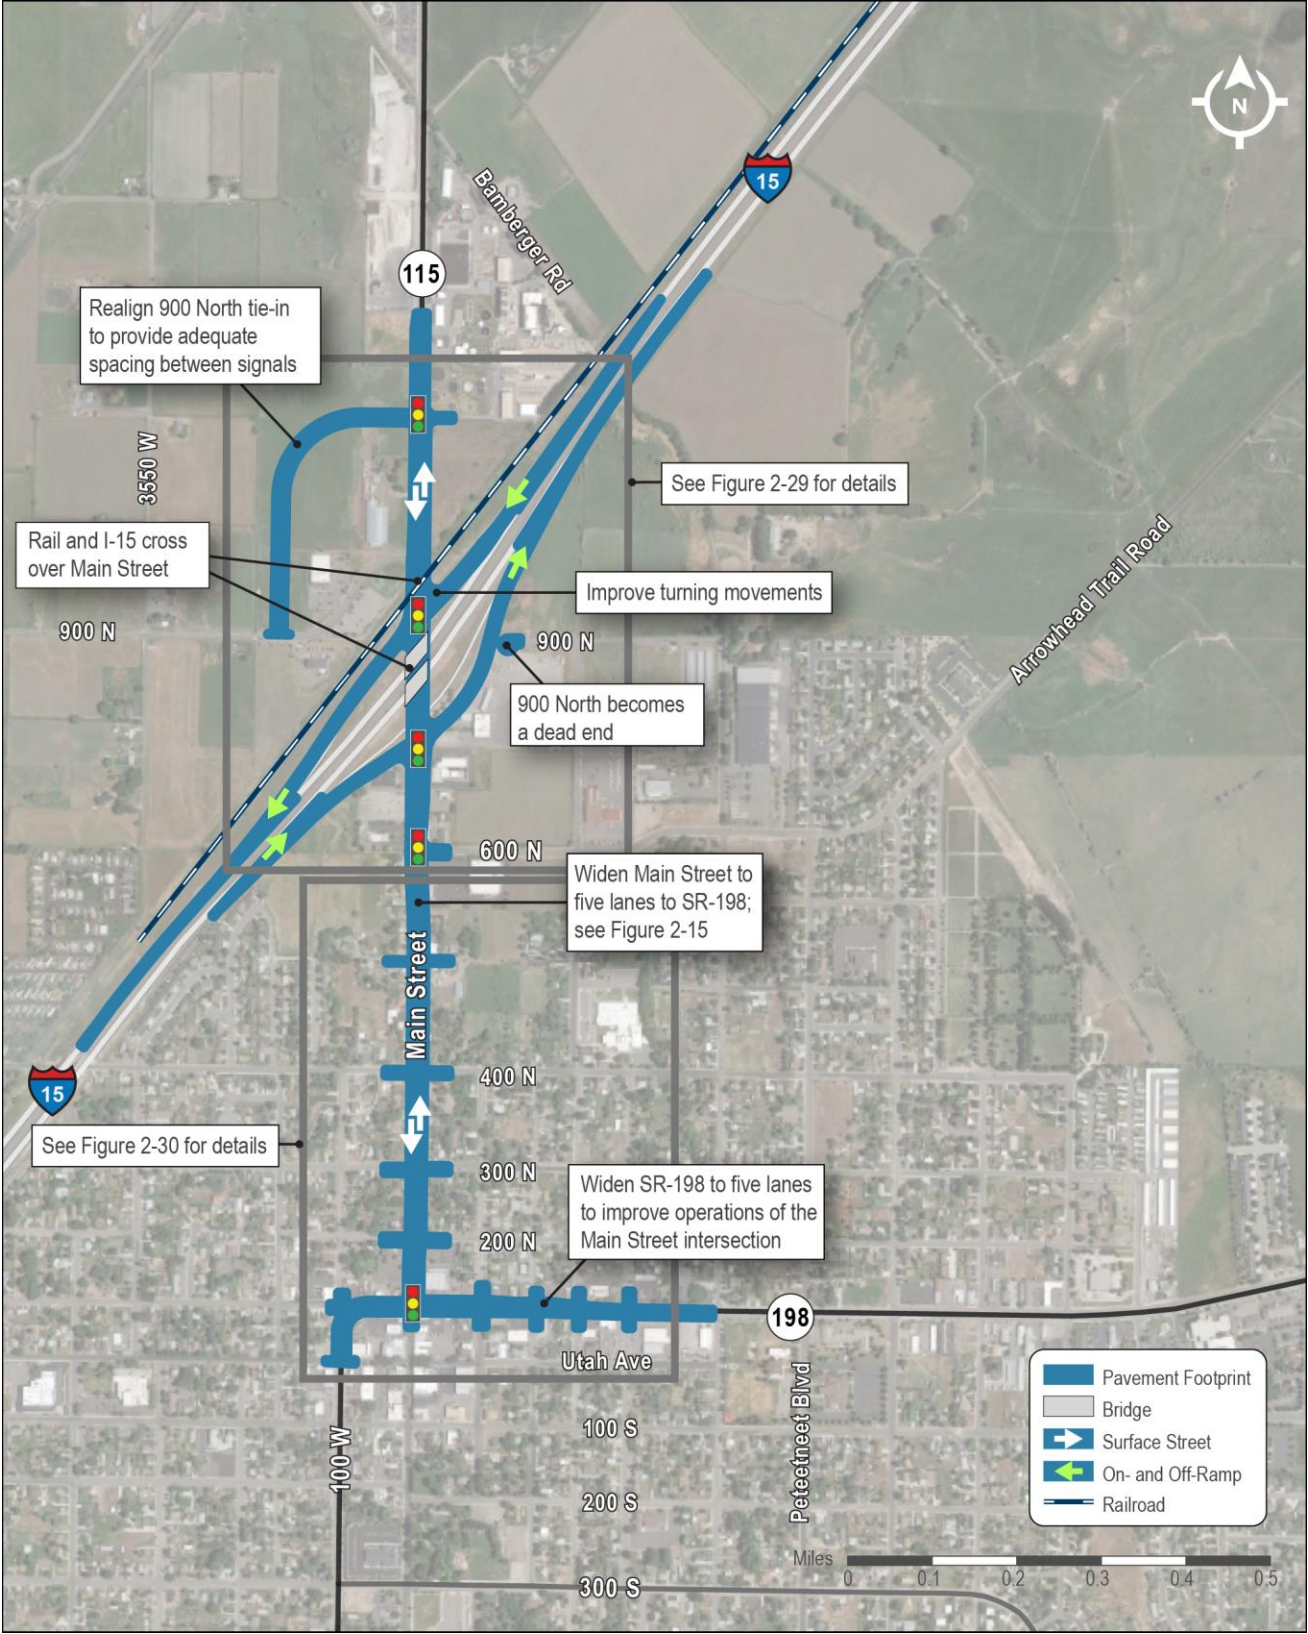 N
15
Bamberger Rd
115
Realign 900 North tie-in
to provide adequate
spacing between signals
3550 W
See Figure 2-29 for details
Rail and I-15 cross
over Main Street
Improve turning movements
Arrowhead Trail Road
900 N
900 N
900 North becomes
a dead end
600 N
Widen Main Street to
five lanes to SR-198;
see Figure 2-15
Main Street
400 N
15
See Figure 2-30 for details
300 N
Widen SR-198 to five lanes
to improve operations of the
Main Street intersection
200 N
198
Utah Ave
Peteetneet Blvd
100 W
100 S
200 S
300 S
Pavement Footprint
Bridge
Surface Street
On- and Off-Ramp
Railroad
Miles
0 0.1 0.2 0.3 0.4 0.5